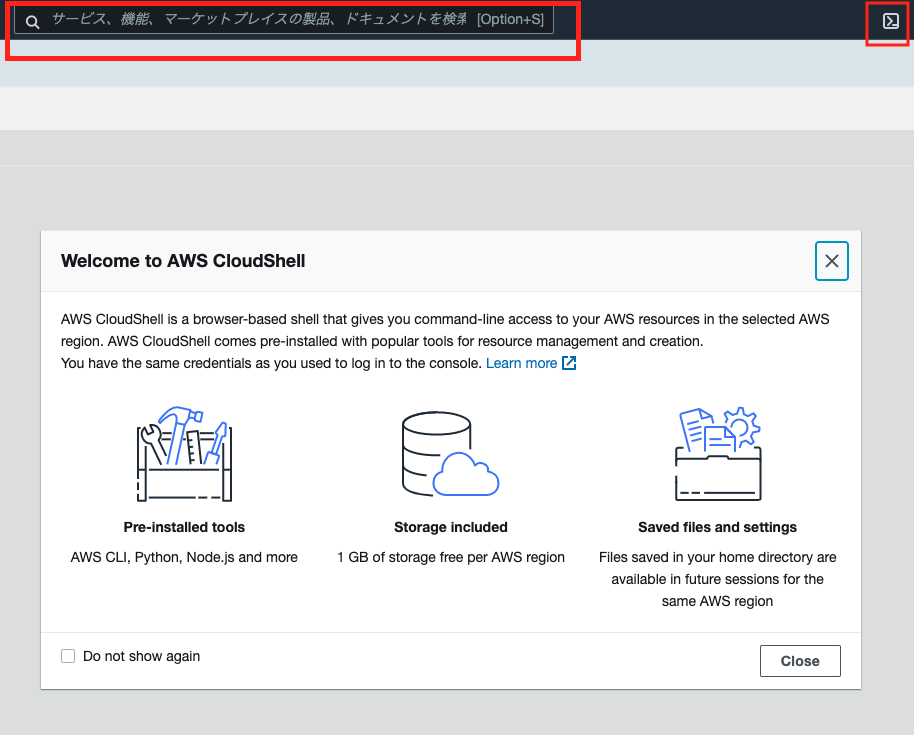 サービス、機能、マーケットプレイスの製品、ドキュメントを検索 [Option+S]
Welcome to AWS CloudShell
AWS CloudShell is a browser-based shell that gives you command-line access to your AWS resources in the selected AWS
region. AWS CloudShell comes pre-installed with popular tools for resource management and creation.
You have the same credentials as you used to log in to the console. Learn more
Pre-installed tools
AWS CLI, Python, Node.js and more
Storage included
1 GB of storage free per AWS region
Saved files and settings
Files saved in your home directory are
available in future sessions for the
same AWS region
Do not show again
Close